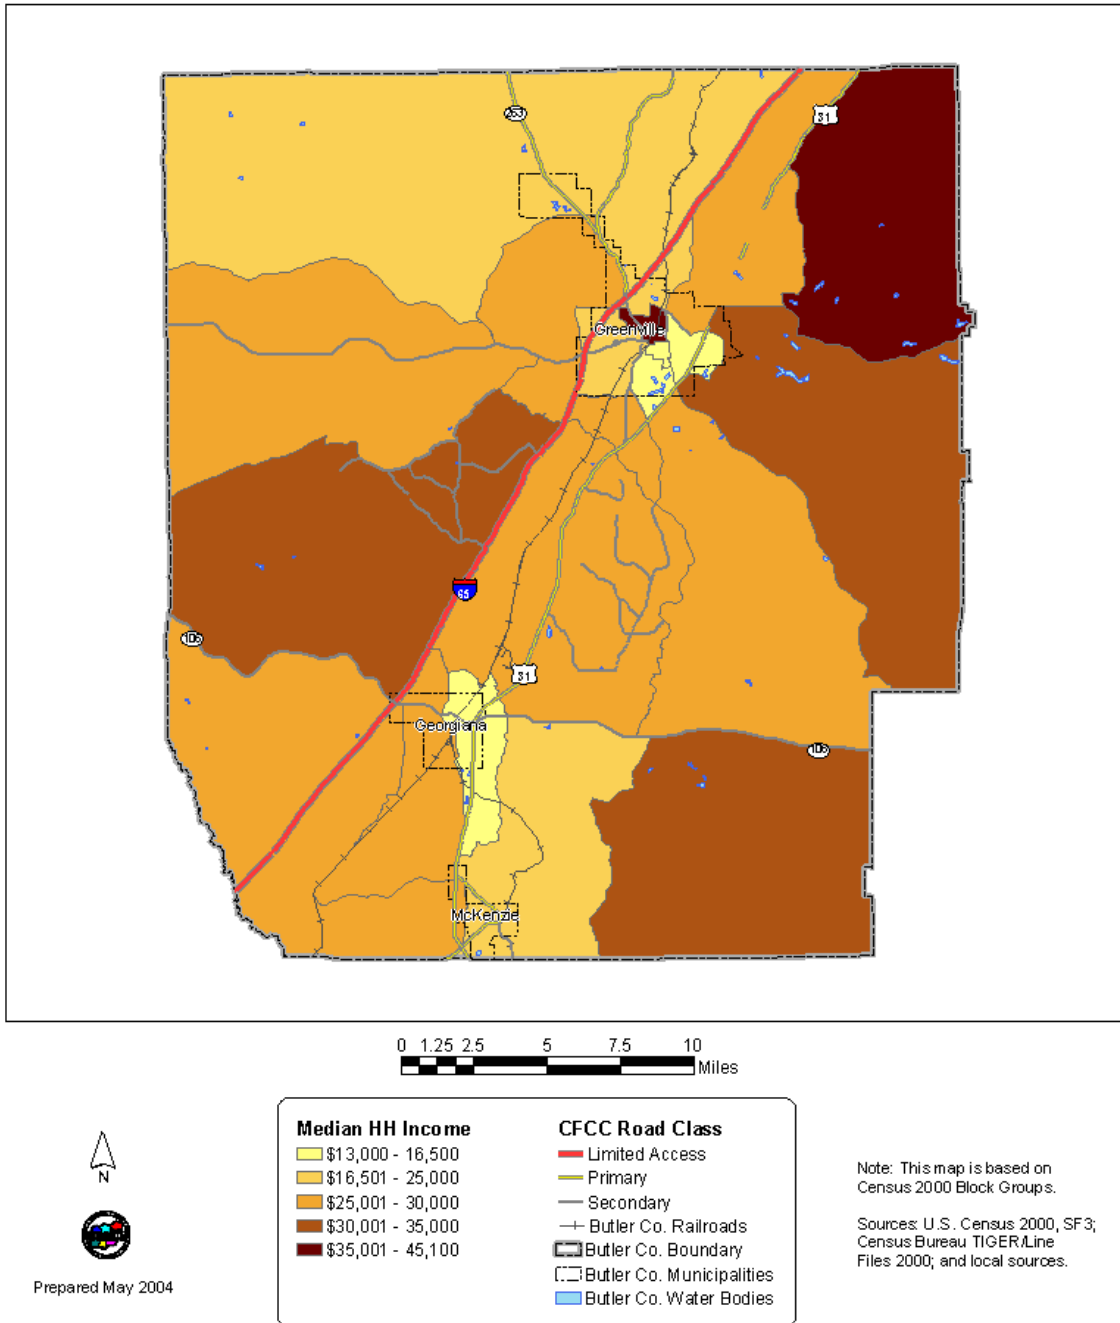 263
31
Greenville
65
106
31
Georgiana
106
McKenzie
0 1.25 2.5 5 7.5 10
Miles
Median HH Income
$13,000 - 16,500
$16,501 - 25,000
$25,001 - 30,000
$30,001 - 35,000
$35,001 - 45,100
CFCC Road Class
Limited Access
Primary
Secondary
Butler Co. Railroads
Butler Co. Boundary
Butler Co. Municipalities
Butler Co. Water Bodies
N
Prepared May 2004
Note: This map is based on
Census 2000 Block Groups.
Sources: U.S. Census 2000, SF3;
Census Bureau TIGER/Line
Files 2000; and local sources.